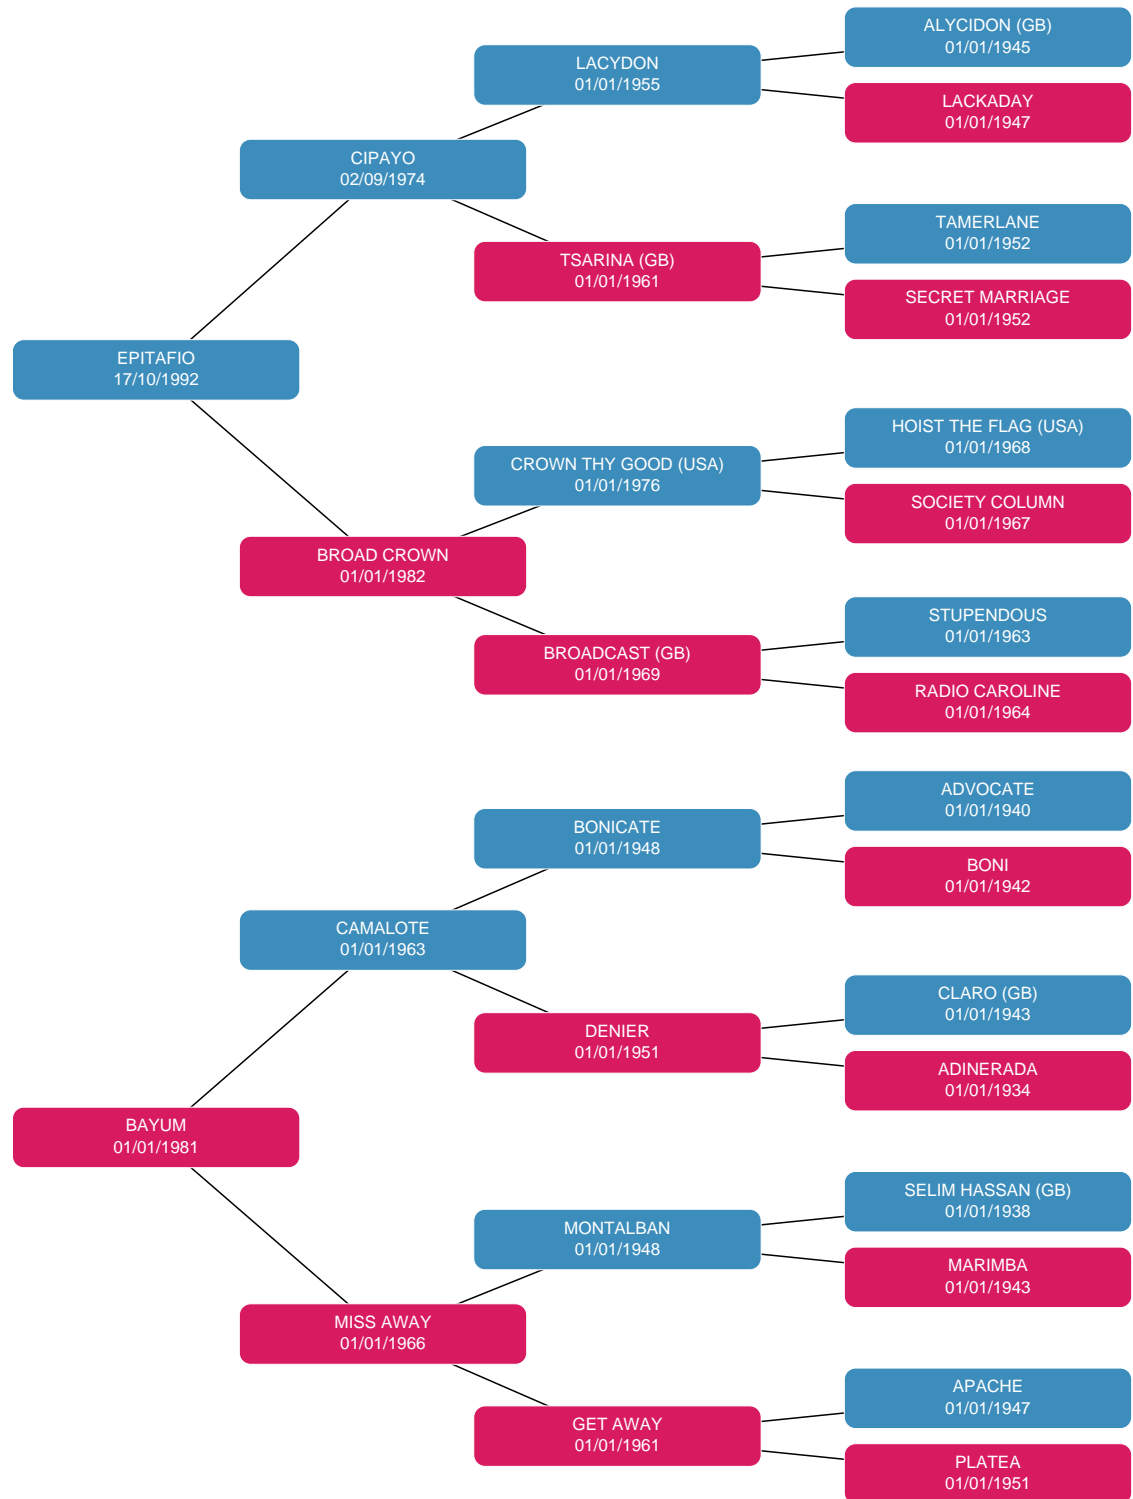 ALYCIDON (GB)
01/01/1945
LACYDON
01/01/1955
LACKADAY
01/01/1947
CIPAYO
02/09/1974
TAMERLANE
01/01/1952
TSARINA (GB)
01/01/1961
SECRET MARRIAGE
01/01/1952
EPITAFIO
17/10/1992
HOIST THE FLAG (USA)
01/01/1968
CROWN THY GOOD (USA)
01/01/1976
SOCIETY COLUMN
01/01/1967
BROAD CROWN
01/01/1982
STUPENDOUS
01/01/1963
BROADCAST (GB)
01/01/1969
RADIO CAROLINE
01/01/1964
ADVOCATE
01/01/1940
BONICATE
01/01/1948
BONI
01/01/1942
CAMALOTE
01/01/1963
CLARO (GB)
01/01/1943
DENIER
01/01/1951
ADINERADA
01/01/1934
BAYUM
01/01/1981
SELIM HASSAN (GB)
01/01/1938
MONTALBAN
01/01/1948
MARIMBA
01/01/1943
MISS AWAY
01/01/1966
APACHE
01/01/1947
GET AWAY
01/01/1961
PLATEA
01/01/1951